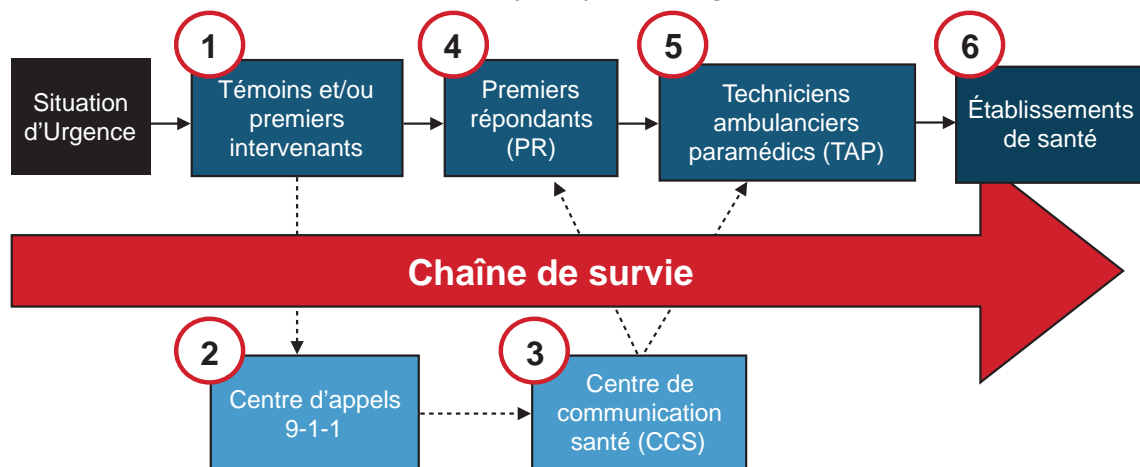 1
4
5
6
Situation
d’Urgence
Témoins et/ou
premiers
intervenants
Premiers
répondants
(PR)
Techniciens
ambulanciers
paramédics (TAP)
Établissements
de santé
Chaîne de survie
2
3
Centre d’appels
9-1-1
Centre de
communication
santé (CCS)